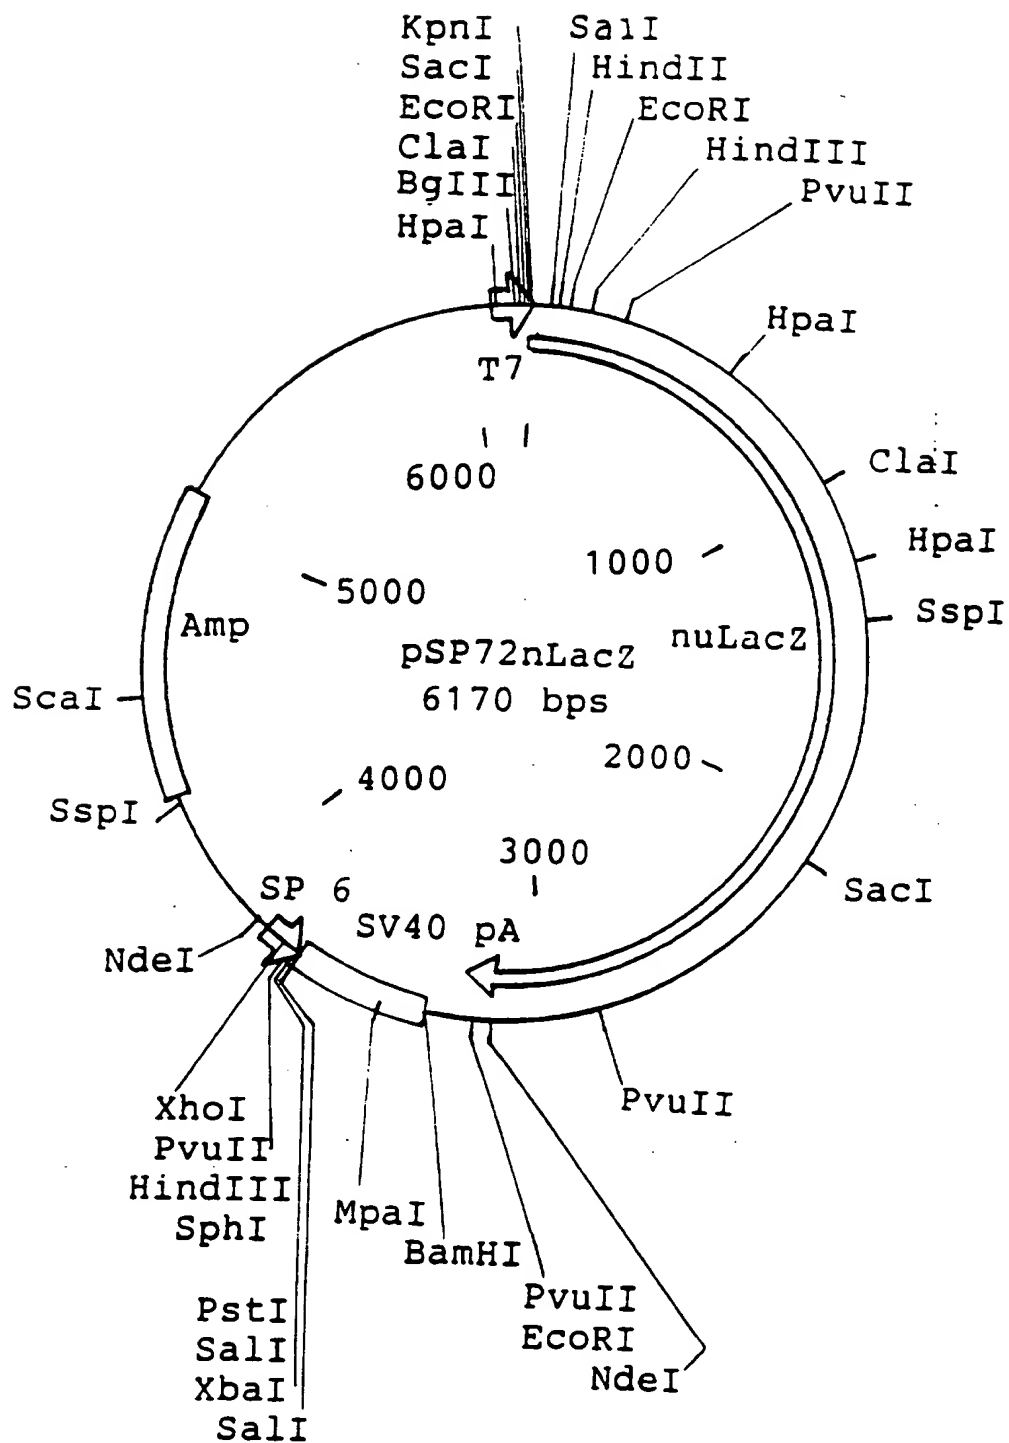 KpnI
SacI
EcoRI
ClaI
BgIII
HpaI
SalI
HindII
EcoRI
HindIII
PvuII
HpaI
ClaI
HpaI
SspI
SacI
T7
6000
1000
5000
Amp
nuLacZ
pSP72nLacZ
6170 bps
ScaI
2000
4000
SspI
3000
SP 6
SV40 pA
NdeI
XhoI
PvuII
HindIII
SphI
MpaI
BamHI
PvuII
PstI
SalI
XbaI
SalI
PvuII
EcoRI
NdeI